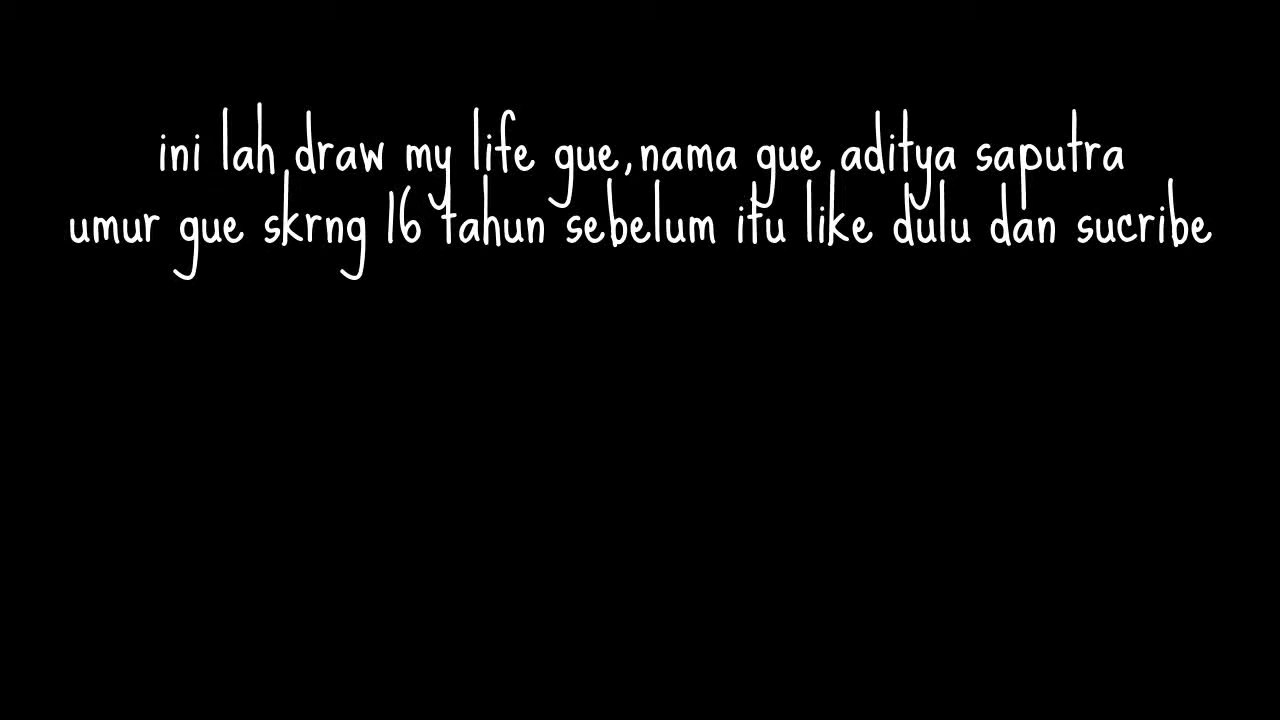 ini lah draw my life gue,nama gue aditya saputra
umur gue skrng 16 tahun sebelum itu like dulu dan sucribe